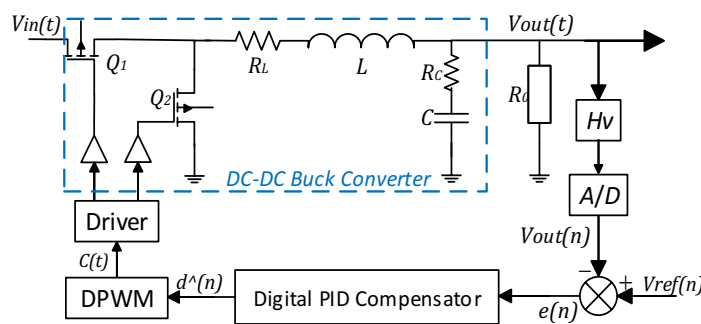 Vin(t)
Vout(t)
Q1
RL
L
RC
Q2
C
R0
Hv
DC-DC Buck Converter
A/D
Driver
Vout(n)
C(t)
d^(n)
−
+
Vref(n)
DPWM
Digital PID Compensator
e(n)